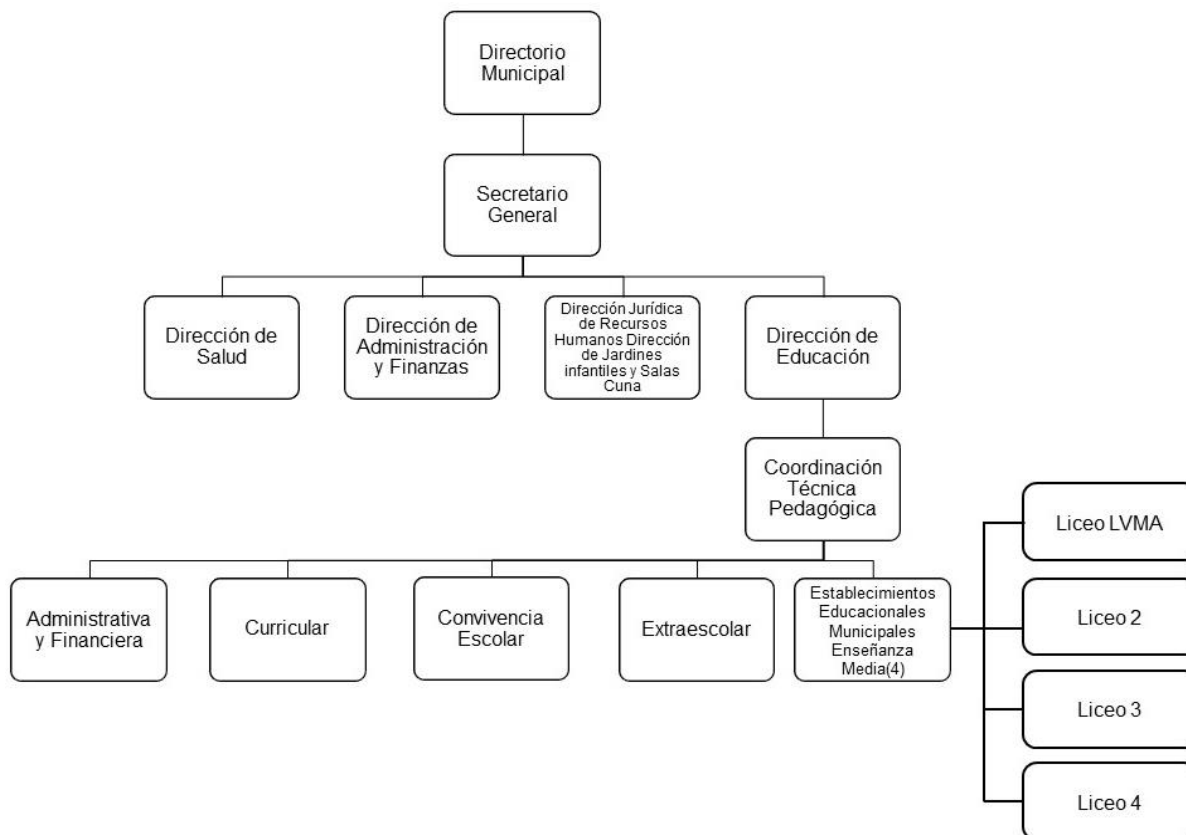 Directorio
Municipal
Secretario
General
Dirección de
Salud
Dirección de
Administración
y Finanzas
Dirección Jurídica
de Recursos
Humanos Dirección
de Jardines
infantiles y Salas
Cuna
Dirección de
Educación
Coordinación
Técnica
Pedagógica
Administrativa
y Financiera
Curricular
Convivencia
Escolar
Extraescolar
Establecimientos
Educacionales
Municipales
Enseñanza
Media(4)
Liceo LVMA
Liceo 2
Liceo 3
Liceo 4